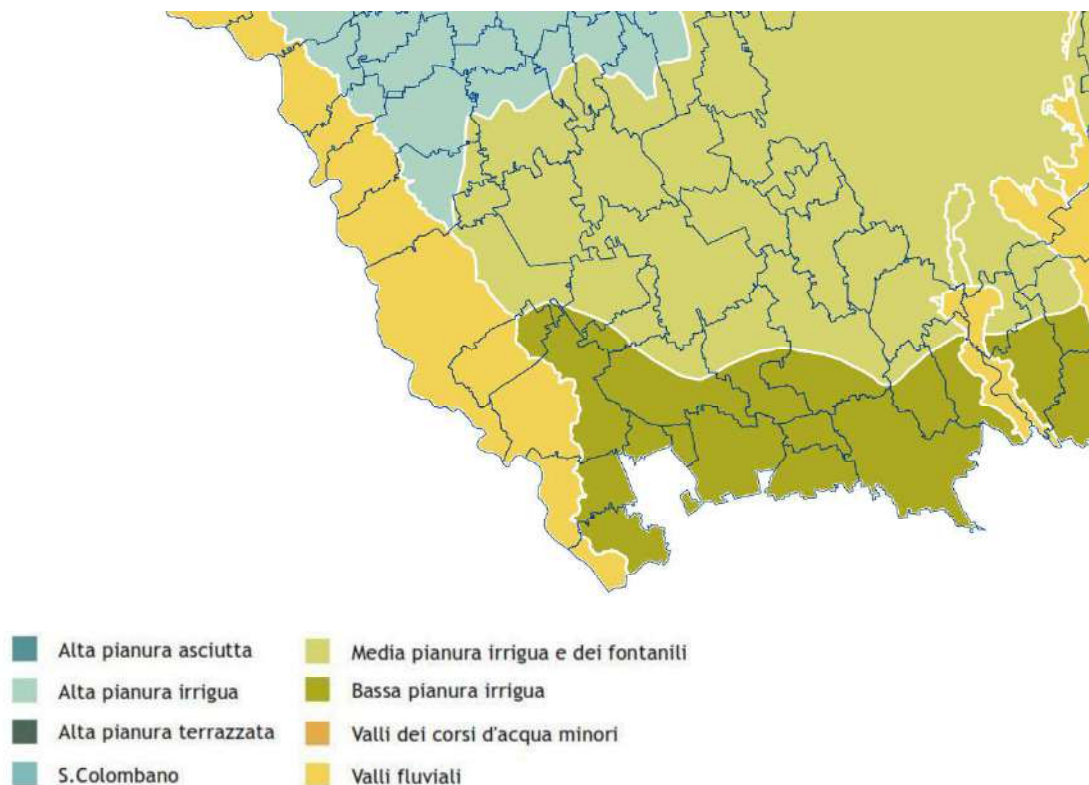 Alta pianura asciutta
Alta pianura irrigua
Alta pianura terrazzata
S.Colombano
Media pianura irrigua e dei fontanili
Bassa pianura irrigua
Valli dei corsi d'acqua minori
Valli fluviali